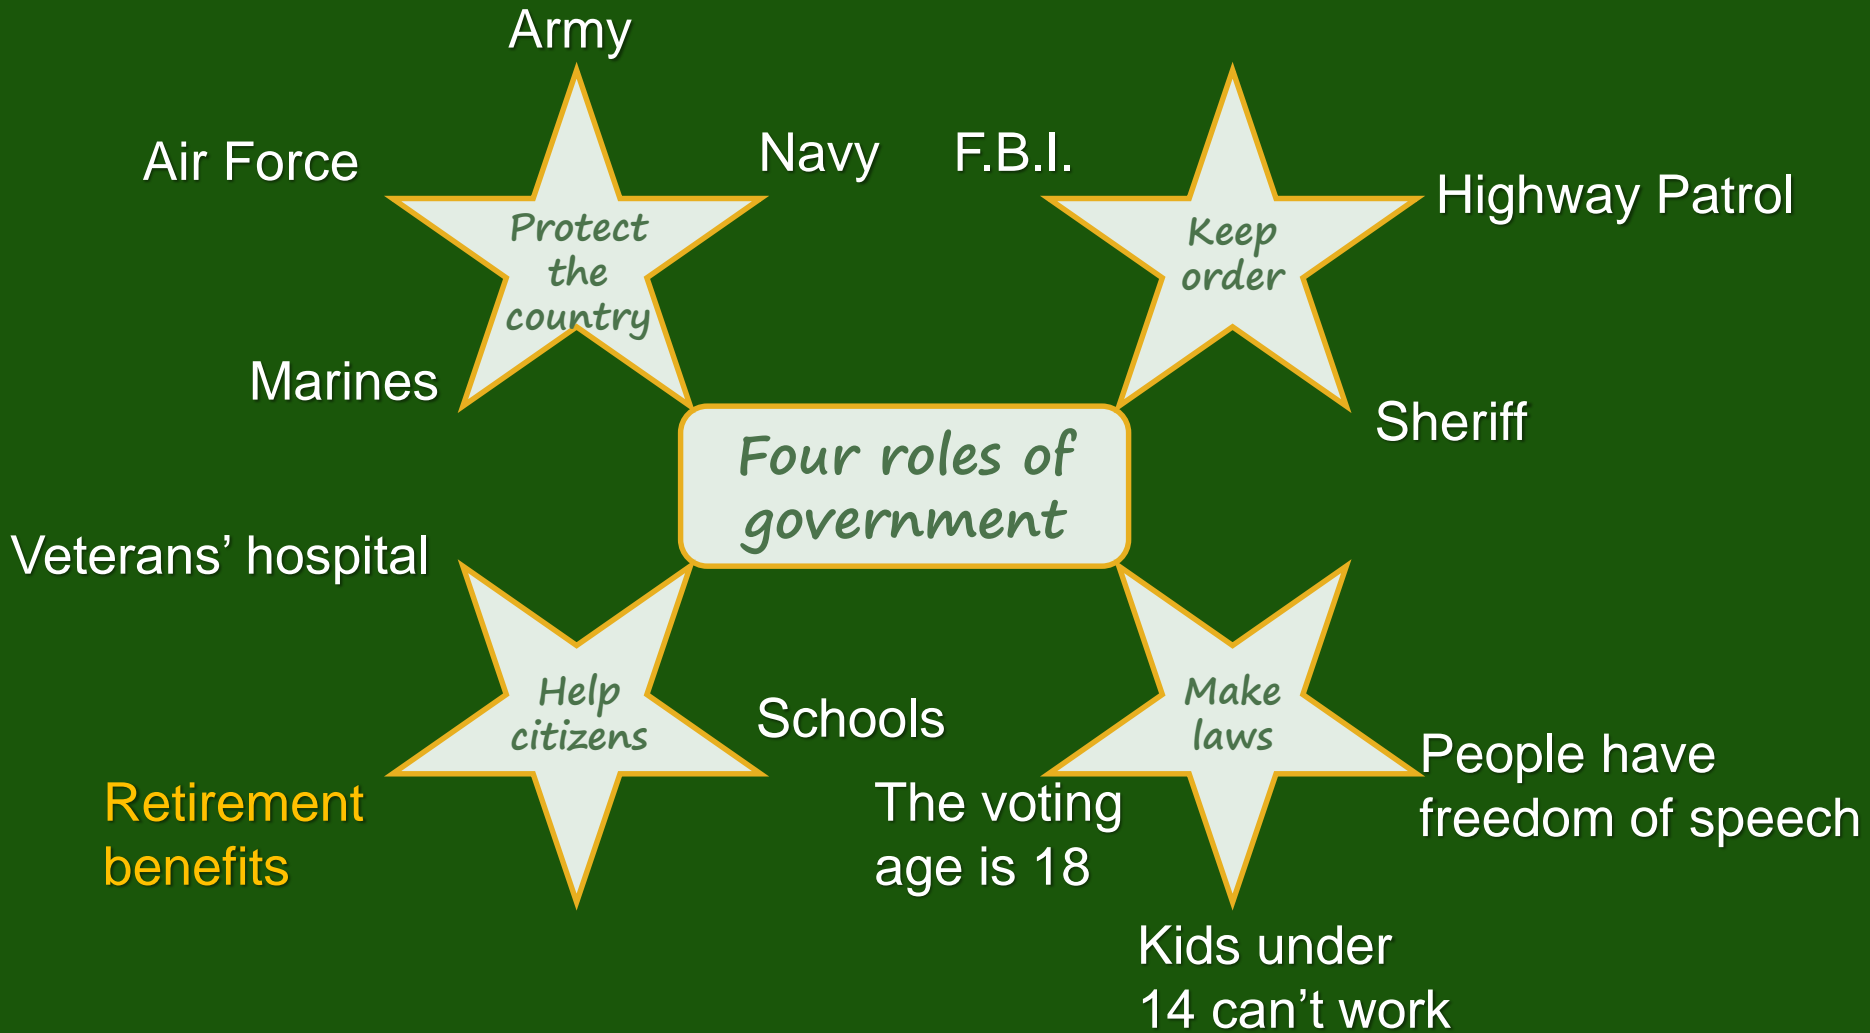 Army
Air Force
Navy
Protect
the
country
Marines
F.B.I.
Highway Patrol
Keep
order
Sheriff
Four roles of
government
Veterans’ hospital
Help
citizens
Schools
Retirement
benefits
Make
laws
People have
freedom of speech
The voting
age is 18
Kids under
14 can’t work